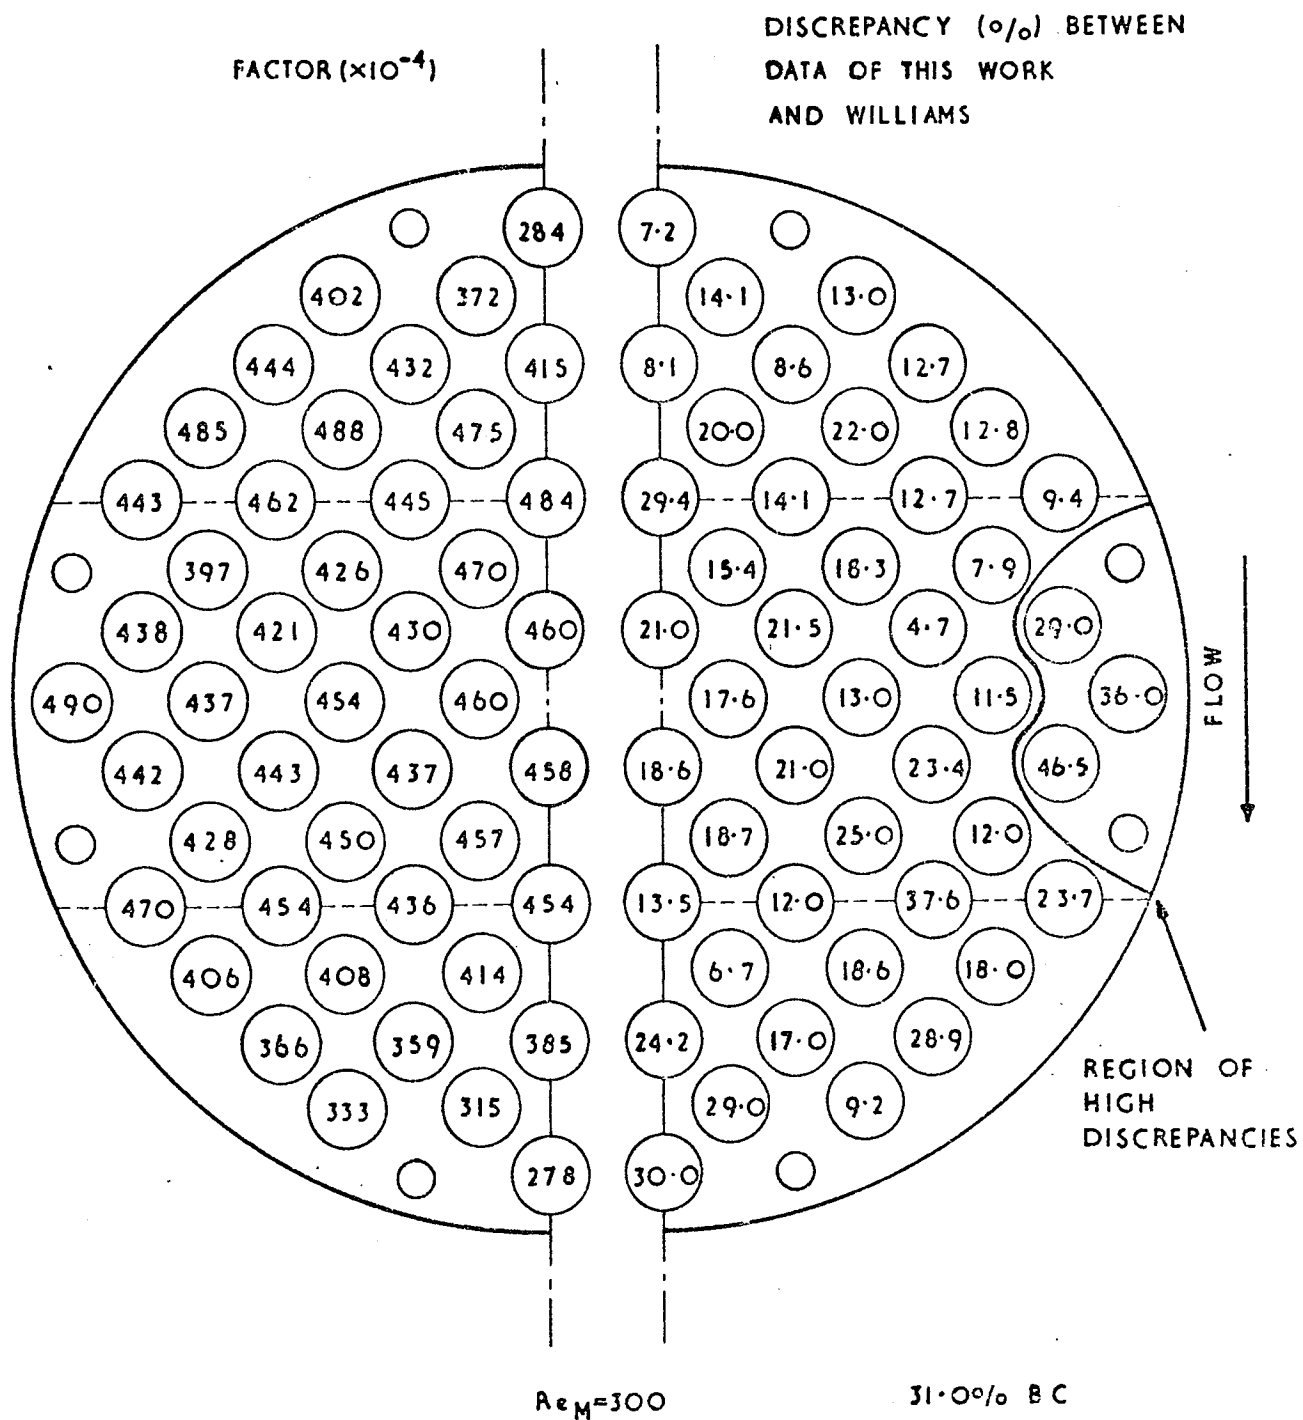 DISCREPANCY (o/o) BETWEEN
FACTOR (×10⁻⁴)
DATA OF THIS WORK
AND WILLIAMS
284 7·2
402 372 14·1 13·0
444 432 415 8·1 8·6 12·7
485 488 475 20·0 22·0 12·8
443 462 445 484 29·4 14·1 12·7 9·4
397 426 470 15·4 18·3 7·9
438 421 430 460 21·0 21·5 4·7 29·0
490 437 454 460 17·6 13·0 11·5 36·0
FLOW
442 443 437 458 18·6 21·0 23·4 46·5
428 450 457 18·7 25·0 12·0
470 454 436 454 13·5 12·0 37·6 23·7
406 408 414 6·7 18·6 18·0
366 359 385 24·2 17·0 28·9
REGION OF
HIGH
DISCREPANCIES
333 315 29·0 9·2
278 30·0
Re_M=300 31·0o/o BC